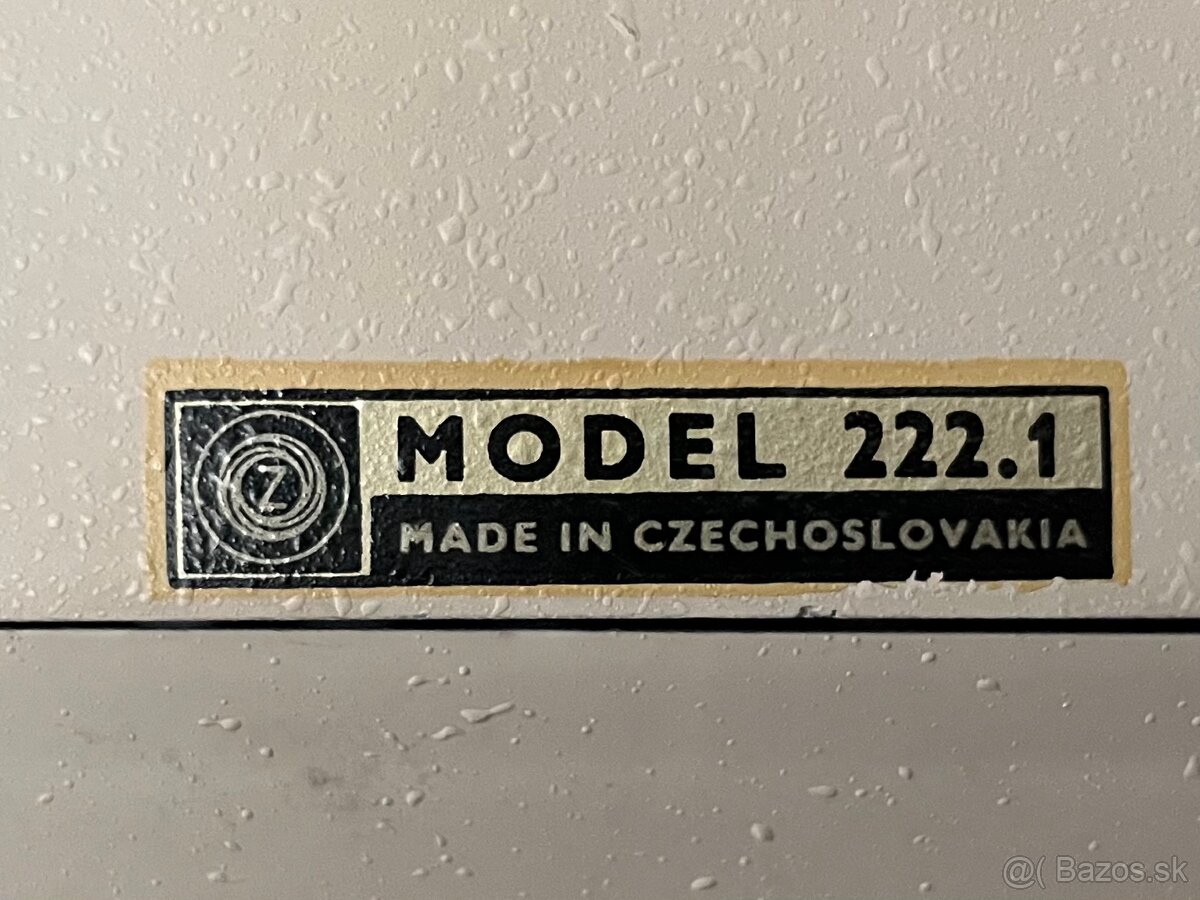 Z
MODEL 222.1
MADE IN CZECHOSLOVAKIA
@( Bazos.sk